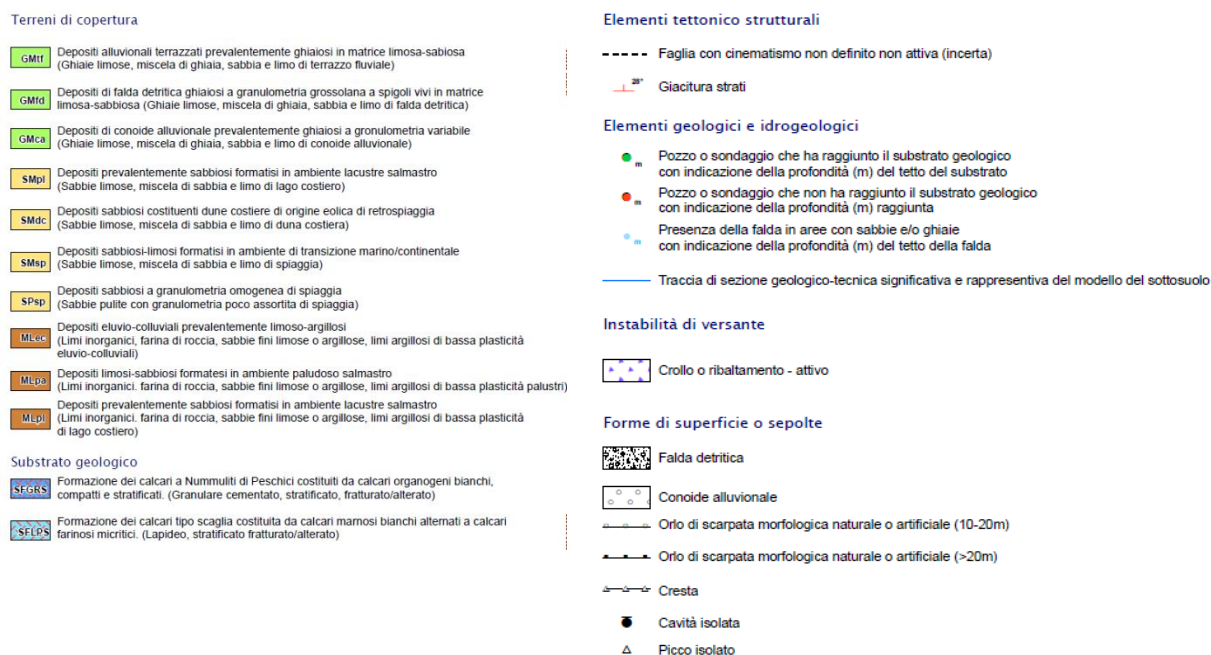 Terreni di copertura
GMtf
Depositi alluvionali terrazzati prevalentemente ghiaiosi in matrice limosa-sabiosa
(Ghiaie limose, miscela di ghiaia, sabbia e limo di terrazzo fluviale)
GMfd
Depositi di falda detritica ghiaiosi a granulometria grossolana a spigoli vivi in matrice
limosa-sabbiosa (Ghiaie limose, miscela di ghiaia, sabbia e limo di falda detritica)
GMca
Depositi di conoide alluvionale prevalentemente ghiaiosi a gronulometria variabile
(Ghiaie limose, miscela di ghiaia, sabbia e limo di conoide alluvionale)
SMpl
Depositi prevalentemente sabbiosi formatisi in ambiente lacustre salmastro
(Sabbie limose, miscela di sabbia e limo di lago costiero)
SMdc
Depositi sabbiosi costituenti dune costiere di origine eolica di retrospiaggia
(Sabbie limose, miscela di sabbia e limo di duna costiera)
SMsp
Depositi sabbiosi-limosi formatisi in ambiente di transizione marino/continentale
(Sabbie limose, miscela di sabbia e limo di spiaggia)
SPsp
Depositi sabbiosi a granulometria omogenea di spiaggia
(Sabbie pulite con granulometria poco assortita di spiaggia)
MLec
Depositi eluvio-colluviali prevalentemente limoso-argillosi
(Limi inorganici, farina di roccia, sabbie fini limose o argillose, limi argillosi di bassa plasticità
eluvio-colluviali)
MLpa
Depositi limosi-sabbiosi formatesi in ambiente paludoso salmastro
(Limi inorganici. farina di roccia, sabbie fini limose o argillose, limi argillosi di bassa plasticità palustri)
MLpl
Depositi prevalentemente sabbiosi formatisi in ambiente lacustre salmastro
(Limi inorganici. farina di roccia, sabbie fini limose o argillose, limi argillosi di bassa plasticità
di lago costiero)
Substrato geologico
SFGRS
Formazione dei calcari a Nummuliti di Peschici costituiti da calcari organogeni bianchi,
compatti e stratificati. (Granulare cementato, stratificato, fratturato/alterato)
SFLPS
Formazione dei calcari tipo scaglia costituita da calcari marnosi bianchi alternati a calcari
farinosi micritici. (Lapideo, stratificato fratturato/alterato)
Elementi tettonico strutturali
Faglia con cinematismo non definito non attiva (incerta)
28°
Giacitura strati
Elementi geologici e idrogeologici
m
Pozzo o sondaggio che ha raggiunto il substrato geologico
con indicazione della profondità (m) del tetto del substrato
m
Pozzo o sondaggio che non ha raggiunto il substrato geologico
con indicazione della profondità (m) raggiunta
m
Presenza della falda in aree con sabbie e/o ghiaie
con indicazione della profondità (m) del tetto della falda
Traccia di sezione geologico-tecnica significativa e rappresentiva del modello del sottosuolo
Instabilità di versante
Crollo o ribaltamento - attivo
Forme di superficie o sepolte
Falda detritica
Conoide alluvionale
Orlo di scarpata morfologica naturale o artificiale (10-20m)
Orlo di scarpata morfologica naturale o artificiale (>20m)
Cresta
Cavità isolata
Picco isolato